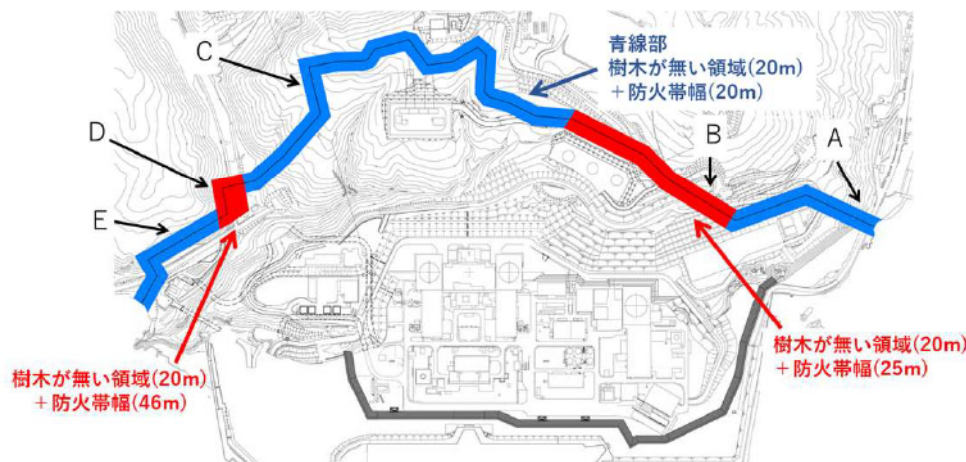 C
青線部
樹木が無い領域(20m)
＋防火帯幅(20m)
D
B
A
E
樹木が無い領域(20m)
＋防火帯幅(46m)
樹木が無い領域(20m)
＋防火帯幅(25m)